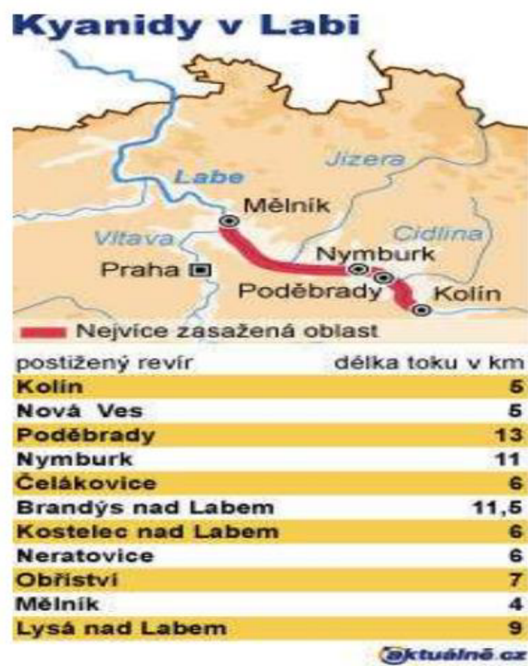 Kyanidy v Labi
Jizera
Labe
Mělník
Vltava
Cidlina
Nymburk
Praha
Poděbrady
Kolín
Nejvíce zasažená oblast
postižený revír délka toku v km
Kolín 5
Nová Ves 5
Poděbrady 13
Nymburk 11
Čelákovice 6
Brandýs nad Labem 11,5
Kostelec nad Labem 6
Neratovice 6
Obříství 7
Mělník 4
Lysá nad Labem 9
aktuálně.cz